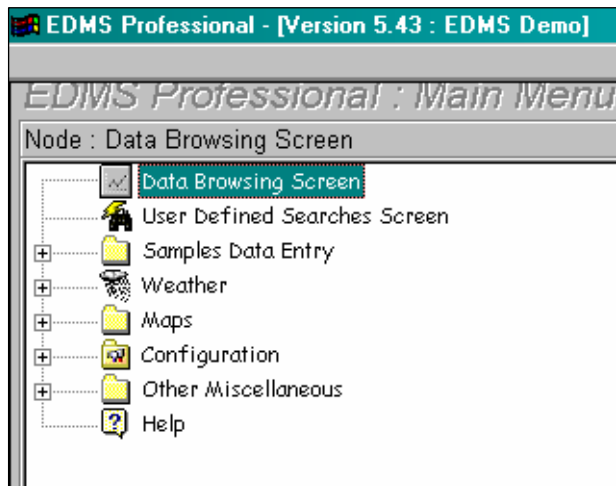 EDMS Professional - [Version 5.43 : EDMS Demo]
EDMS Professional : Main Menu
Node : Data Browsing Screen
Data Browsing Screen
User Defined Searches Screen
Samples Data Entry
Weather
Maps
Configuration
Other Miscellaneous
Help